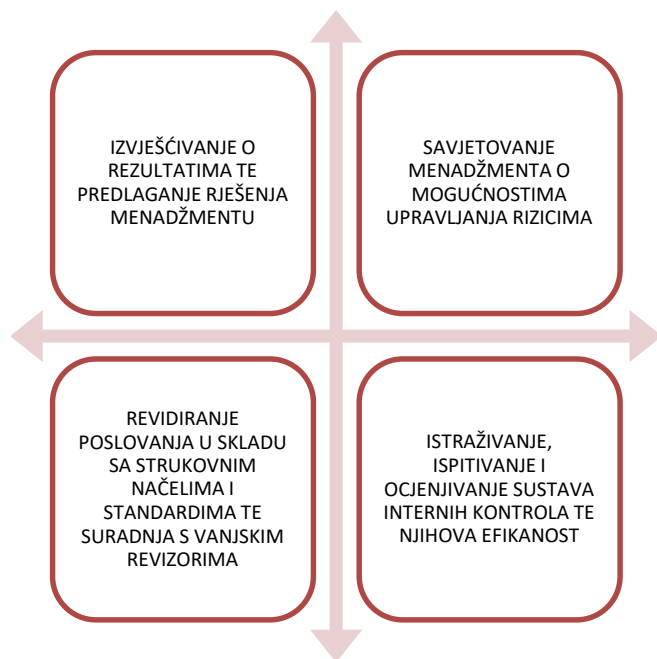 IZVJEŠĆIVANJE O
REZULTATIMA TE
PREDLAGANJE RJEŠENJA
MENADŽMENTU
SAVJETOVANJE
MENADŽMENTA O
MOGUĆNOSTIMA
UPRAVLJANJA RIZICIMA
REVIDIRANJE
POSLOVANJA U SKLADU
SA STRUKOVNIM
NAČELIMA I
STANDARDIMA TE
SURADNJA S VANJSKIM
REVIZORIMA
ISTRAŽIVANJE,
ISPITIVANJE I
OCJENJIVANJE SUSTAVA
INTERNIH KONTROLA TE
NJIHOVA EFIKANOST